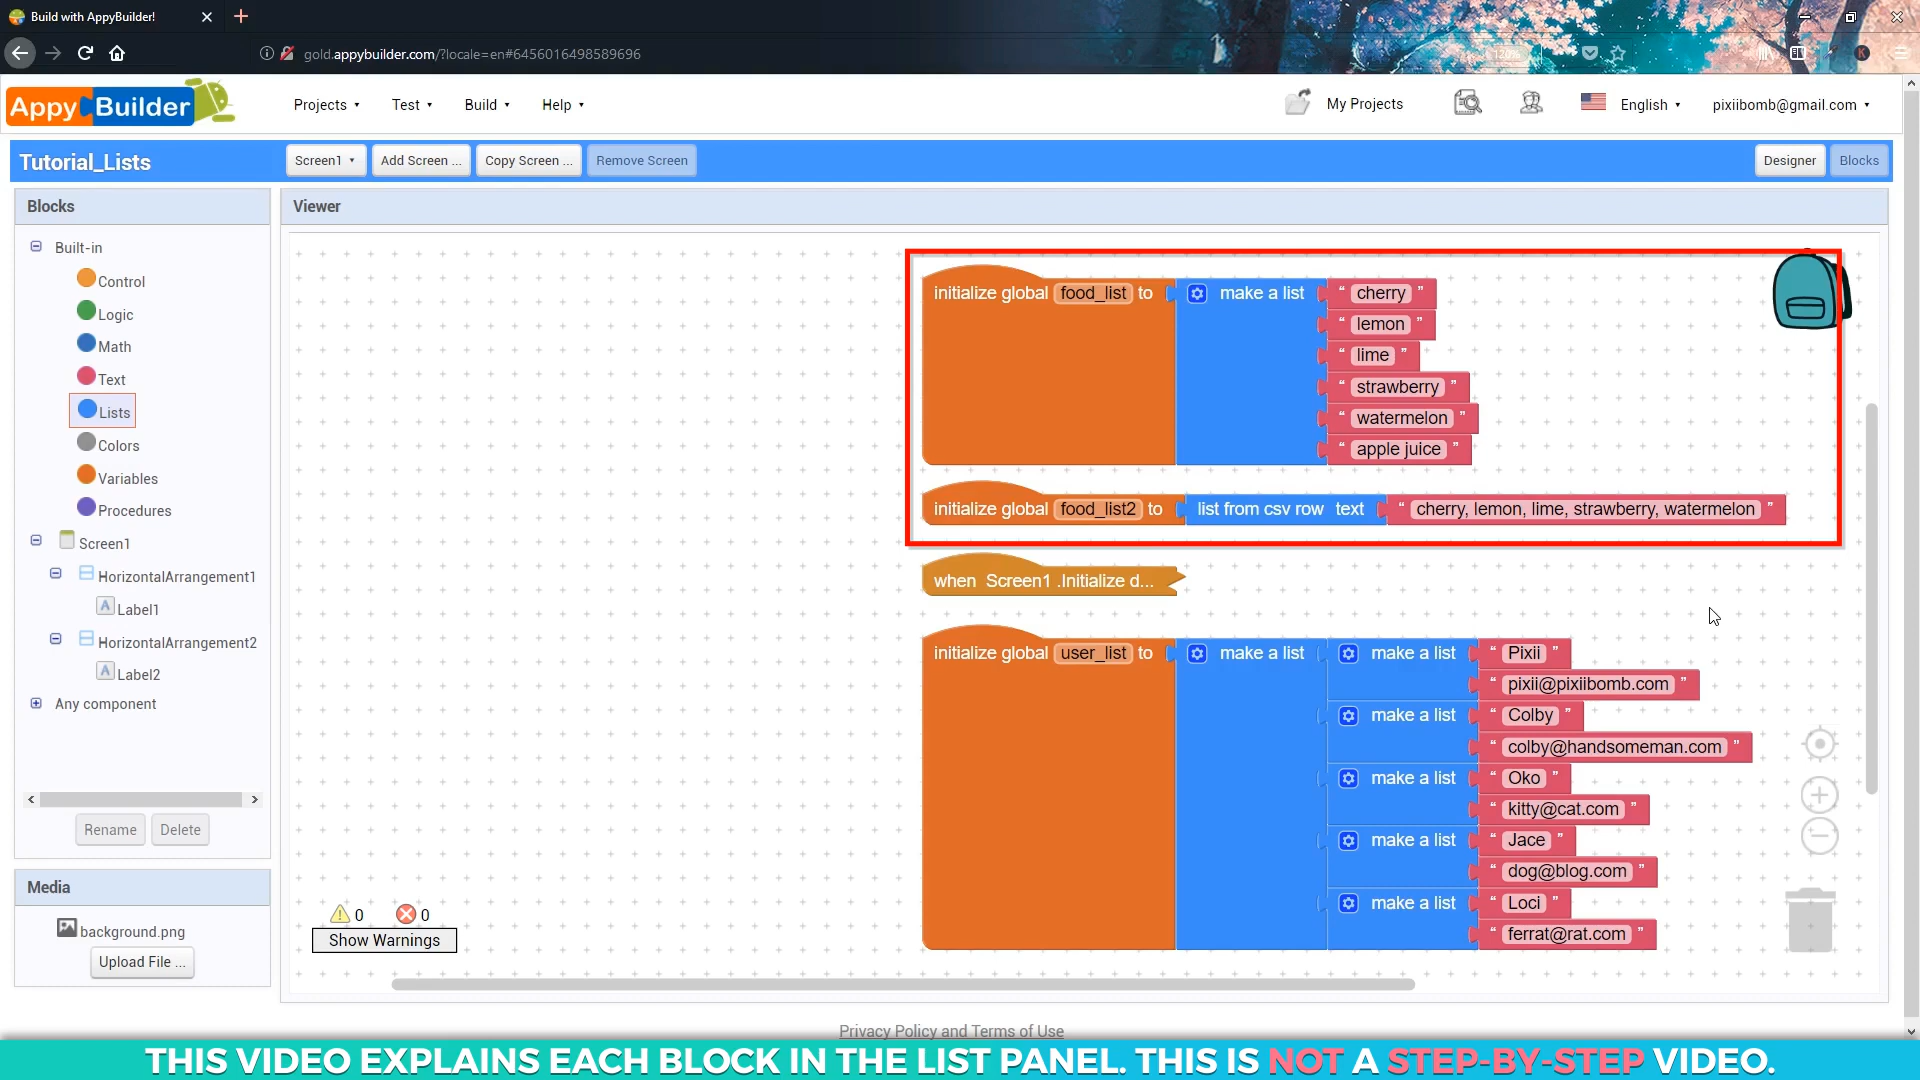 Build with AppyBuilder!
gold.appybuilder.com/?locale=en#6456016498589696
120%
AppyBuilder
Projects
Test
Build
Help
My Projects
English
pixiibomb@gmail.com
Tutorial_Lists
Screen1
Add Screen ...
Copy Screen ...
Remove Screen
Designer
Blocks
Blocks
Viewer
Built-in
Control
Logic
Math
Text
Lists
Colors
Variables
Procedures
Screen1
HorizontalArrangement1
Label1
HorizontalArrangement2
Label2
Any component
Rename
Delete
Media
background.png
Upload File ...
initialize global food_list to make a list “ cherry ”
“ lemon ”
“ lime ”
“ strawberry ”
“ watermelon ”
“ apple juice ”
initialize global food_list2 to list from csv row text “ cherry, lemon, lime, strawberry, watermelon ”
when Screen1 .Initialize d...
initialize global user_list to make a list make a list “ Pixii ”
“ pixii@pixiibomb.com ”
make a list “ Colby ”
“ colby@handsomeman.com ”
make a list “ Oko ”
“ kitty@cat.com ”
make a list “ Jace ”
“ dog@blog.com ”
make a list “ Loci ”
“ ferrat@rat.com ”
0 0
Show Warnings
Privacy Policy and Terms of Use
THIS VIDEO EXPLAINS EACH BLOCK IN THE LIST PANEL. THIS IS NOT A STEP-BY-STEP VIDEO.